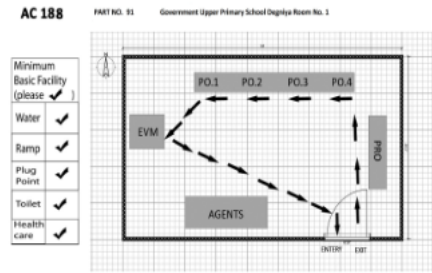 AC 188
PART NO. 91
Government Upper Primary School Degniya Room No. 1
Minimum
Basic Facility
(please ✓ )
Water ✓
Ramp ✓
Plug
Point ✓
Toilet ✓
Health
care ✓
PO.1 PO.2 PO.3 PO.4
EVM
PRO
AGENTS
ENTERY EXIT